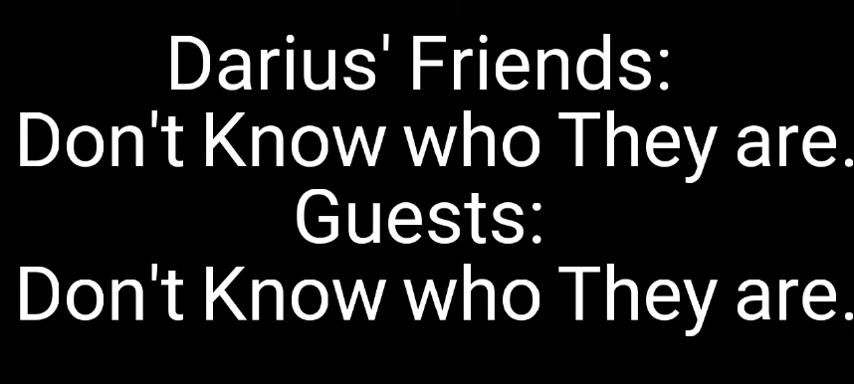 Darius' Friends:
Don't Know who They are.
Guests:
Don't Know who They are.